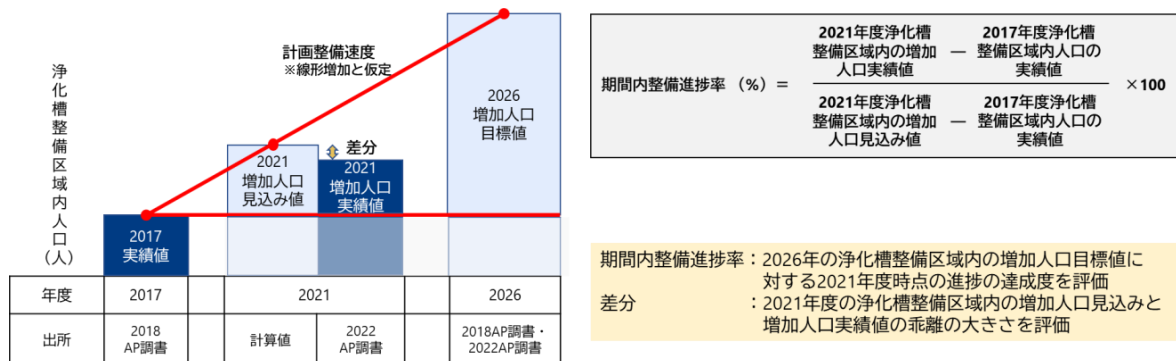 浄化槽整備区域内人口(人)
計画整備速度
※線形増加と仮定
2026
増加人口
目標値
差分
2021
増加人口
見込み値
2021
増加人口
実績値
2017
実績値
年度 2017 2021 2026
出所 2018 AP調書 計算値 2022 AP調書 2018AP調書・2022AP調書
期間内整備進捗率 (%)=
2021年度浄化槽
整備区域内の増加
人口実績値
―
2017年度浄化槽
整備区域内人口の
実績値
2021年度浄化槽
整備区域内の増加
人口見込み値
―
2017年度浄化槽
整備区域内人口の
実績値
×100
期間内整備進捗率:2026年の浄化槽整備区域内の増加人口目標値に
対する2021年度時点の進捗の達成度を評価
差分 :2021年度の浄化槽整備区域内の増加人口見込みと
増加人口実績値の乖離の大きさを評価